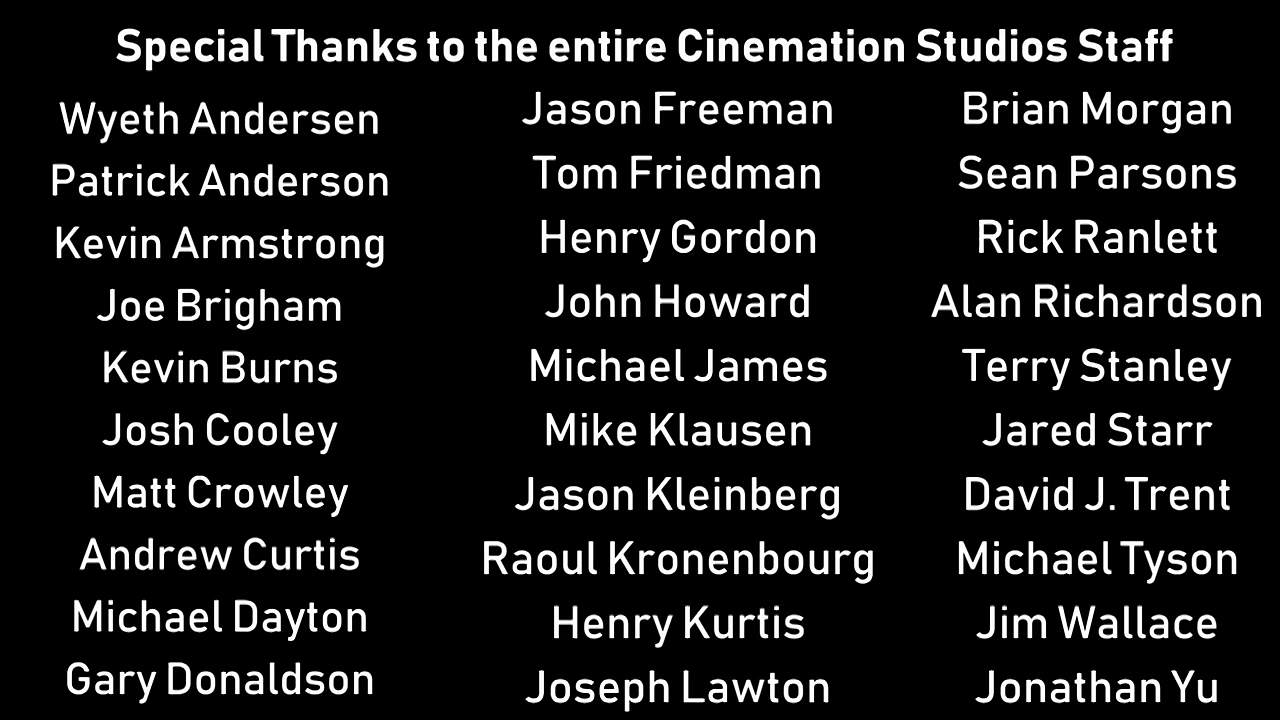 Special Thanks to the entire Cinemation Studios Staff
Wyeth Andersen
Patrick Anderson
Kevin Armstrong
Joe Brigham
Kevin Burns
Josh Cooley
Matt Crowley
Andrew Curtis
Michael Dayton
Gary Donaldson
Jason Freeman
Tom Friedman
Henry Gordon
John Howard
Michael James
Mike Klausen
Jason Kleinberg
Raoul Kronenbourg
Henry Kurtis
Joseph Lawton
Brian Morgan
Sean Parsons
Rick Ranlett
Alan Richardson
Terry Stanley
Jared Starr
David J. Trent
Michael Tyson
Jim Wallace
Jonathan Yu